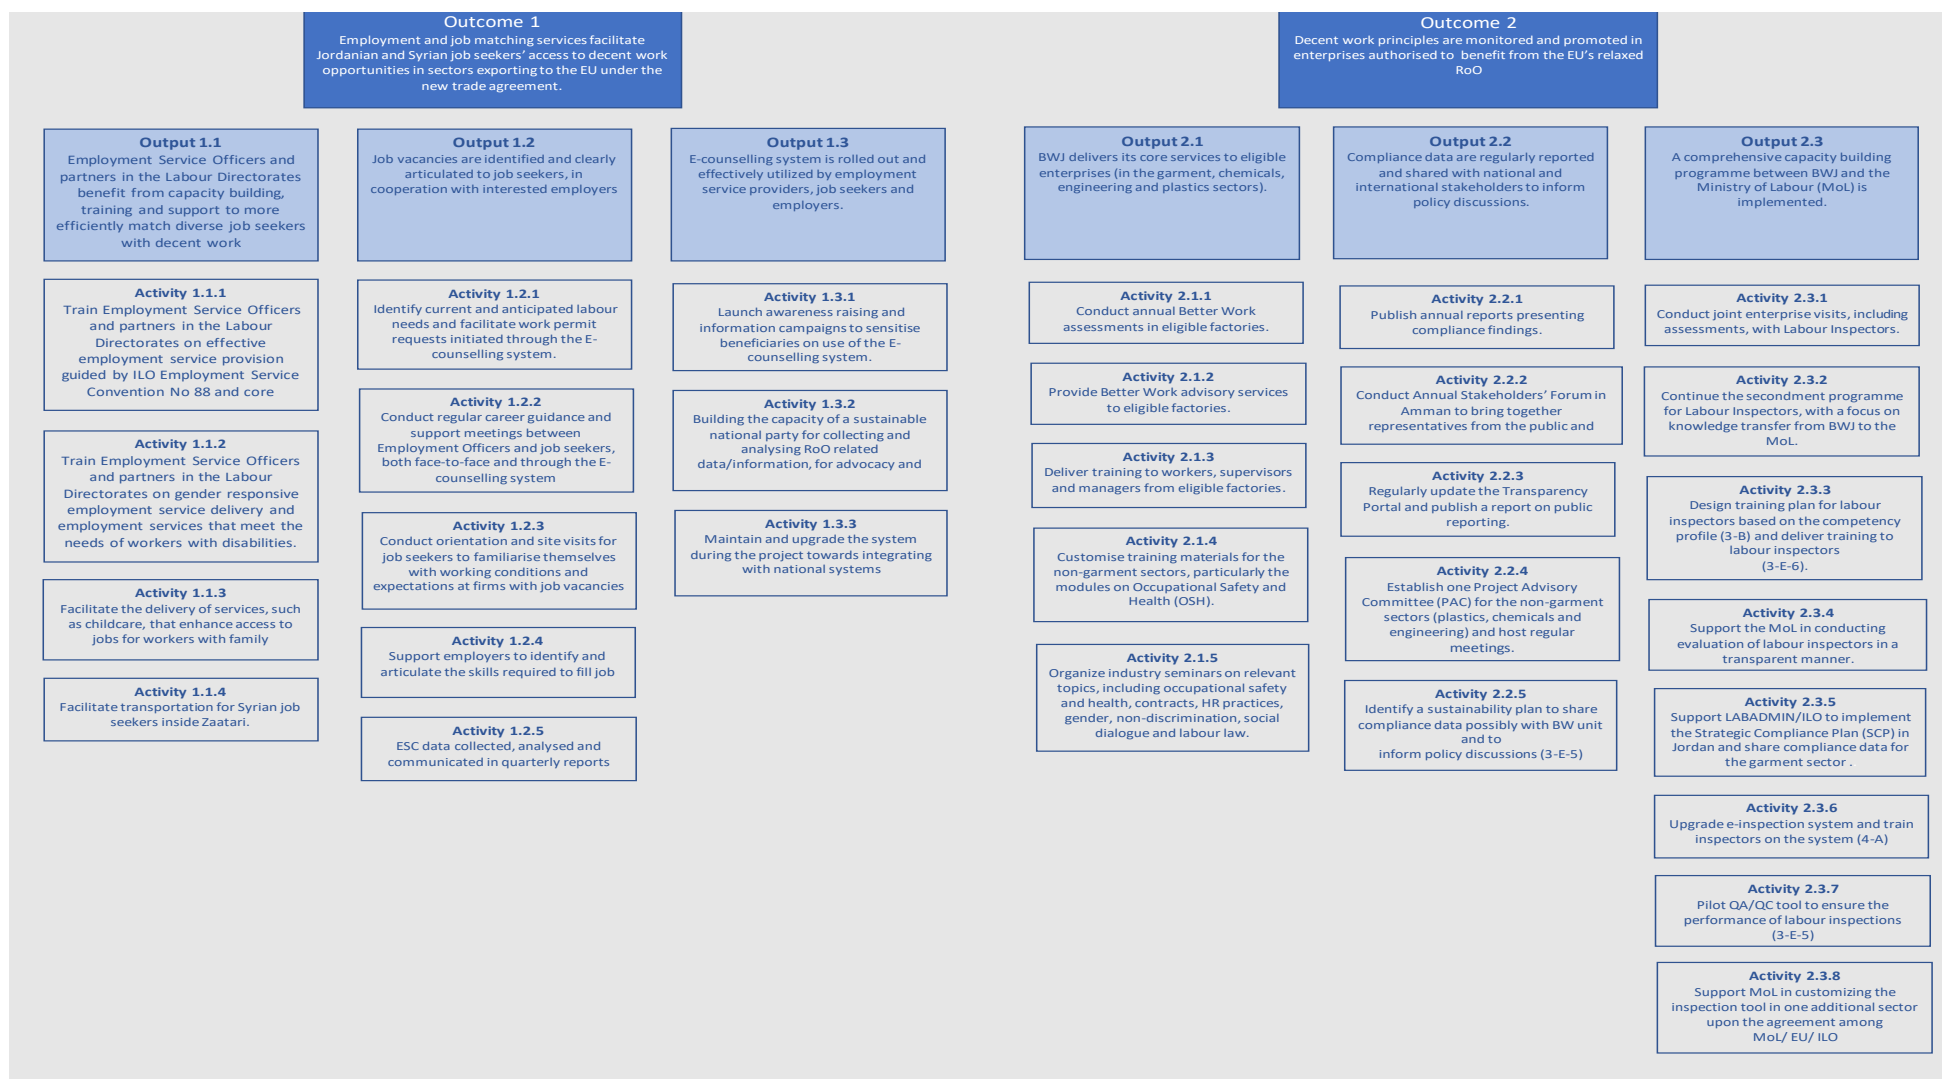 Outcome 1
Employment and job matching services facilitate
Jordanian and Syrian job seekers’ access to decent work
opportunities in sectors exporting to the EU under the
new trade agreement.
Outcome 2
Decent work principles are monitored and promoted in
enterprises authorised to benefit from the EU’s relaxed
RoO
Output 1.1
Employment Service Officers and
partners in the Labour Directorates
benefit from capacity building,
training and support to more
efficiently match diverse job seekers
with decent work
Activity 1.1.1
Train Employment Service Officers
and partners in the Labour
Directorates on effective
employment service provision
guided by ILO Employment Service
Convention No 88 and core
Activity 1.1.2
Train Employment Service Officers
and partners in the Labour
Directorates on gender responsive
employment service delivery and
employment services that meet the
needs of workers with disabilities.
Activity 1.1.3
Facilitate the delivery of services, such
as childcare, that enhance access to
jobs for workers with family
Activity 1.1.4
Facilitate transportation for Syrian job
seekers inside Zaatari.
Output 1.2
Job vacancies are identified and clearly
articulated to job seekers, in
cooperation with interested employers
Activity 1.2.1
Identify current and anticipated labour
needs and facilitate work permit
requests initiated through the E-
counselling system.
Activity 1.2.2
Conduct regular career guidance and
support meetings between
Employment Officers and job seekers,
both face-to-face and through the E-
counselling system
Activity 1.2.3
Conduct orientation and site visits for
job seekers to familiarise themselves
with working conditions and
expectations at firms with job vacancies
Activity 1.2.4
Support employers to identify and
articulate the skills required to fill job
Activity 1.2.5
ESC data collected, analysed and
communicated in quarterly reports
Output 1.3
E-counselling system is rolled out and
effectively utilized by employment
service providers, job seekers and
employers.
Activity 1.3.1
Launch awareness raising and
information campaigns to sensitise
beneficiaries on use of the E-
counselling system.
Activity 1.3.2
Building the capacity of a sustainable
national party for collecting and
analysing RoO related
data/information, for advocacy and
Activity 1.3.3
Maintain and upgrade the system
during the project towards integrating
with national systems
Output 2.1
BWJ delivers its core services to eligible
enterprises (in the garment, chemicals,
engineering and plastics sectors).
Activity 2.1.1
Conduct annual Better Work
assessments in eligible factories.
Activity 2.1.2
Provide Better Work advisory services
to eligible factories.
Activity 2.1.3
Deliver training to workers, supervisors
and managers from eligible factories.
Activity 2.1.4
Customise training materials for the
non-garment sectors, particularly the
modules on Occupational Safety and
Health (OSH).
Activity 2.1.5
Organize industry seminars on relevant
topics, including occupational safety
and health, contracts, HR practices,
gender, non-discrimination, social
dialogue and labour law.
Output 2.2
Compliance data are regularly reported
and shared with national and
international stakeholders to inform
policy discussions.
Activity 2.2.1
Publish annual reports presenting
compliance findings.
Activity 2.2.2
Conduct Annual Stakeholders’ Forum in
Amman to bring together
representatives from the public and
Activity 2.2.3
Regularly update the Transparency
Portal and publish a report on public
reporting.
Activity 2.2.4
Establish one Project Advisory
Committee (PAC) for the non-garment
sectors (plastics, chemicals and
engineering) and host regular
meetings.
Activity 2.2.5
Identify a sustainability plan to share
compliance data possibly with BW unit
and to
inform policy discussions (3-E-5)
Output 2.3
A comprehensive capacity building
programme between BWJ and the
Ministry of Labour (MoL) is
implemented.
Activity 2.3.1
Conduct joint enterprise visits, including
assessments, with Labour Inspectors.
Activity 2.3.2
Continue the secondment programme
for Labour Inspectors, with a focus on
knowledge transfer from BWJ to the
MoL.
Activity 2.3.3
Design training plan for labour
inspectors based on the competency
profile (3-B) and deliver training to
labour inspectors
(3-E-6).
Activity 2.3.4
Support the MoL in conducting
evaluation of labour inspectors in a
transparent manner.
Activity 2.3.5
Support LABADMIN/ILO to implement
the Strategic Compliance Plan (SCP) in
Jordan and share compliance data for
the garment sector .
Activity 2.3.6
Upgrade e-inspection system and train
inspectors on the system (4-A)
Activity 2.3.7
Pilot QA/QC tool to ensure the
performance of labour inspections
(3-E-5)
Activity 2.3.8
Support MoL in customizing the
inspection tool in one additional sector
upon the agreement among
MoL/ EU/ ILO